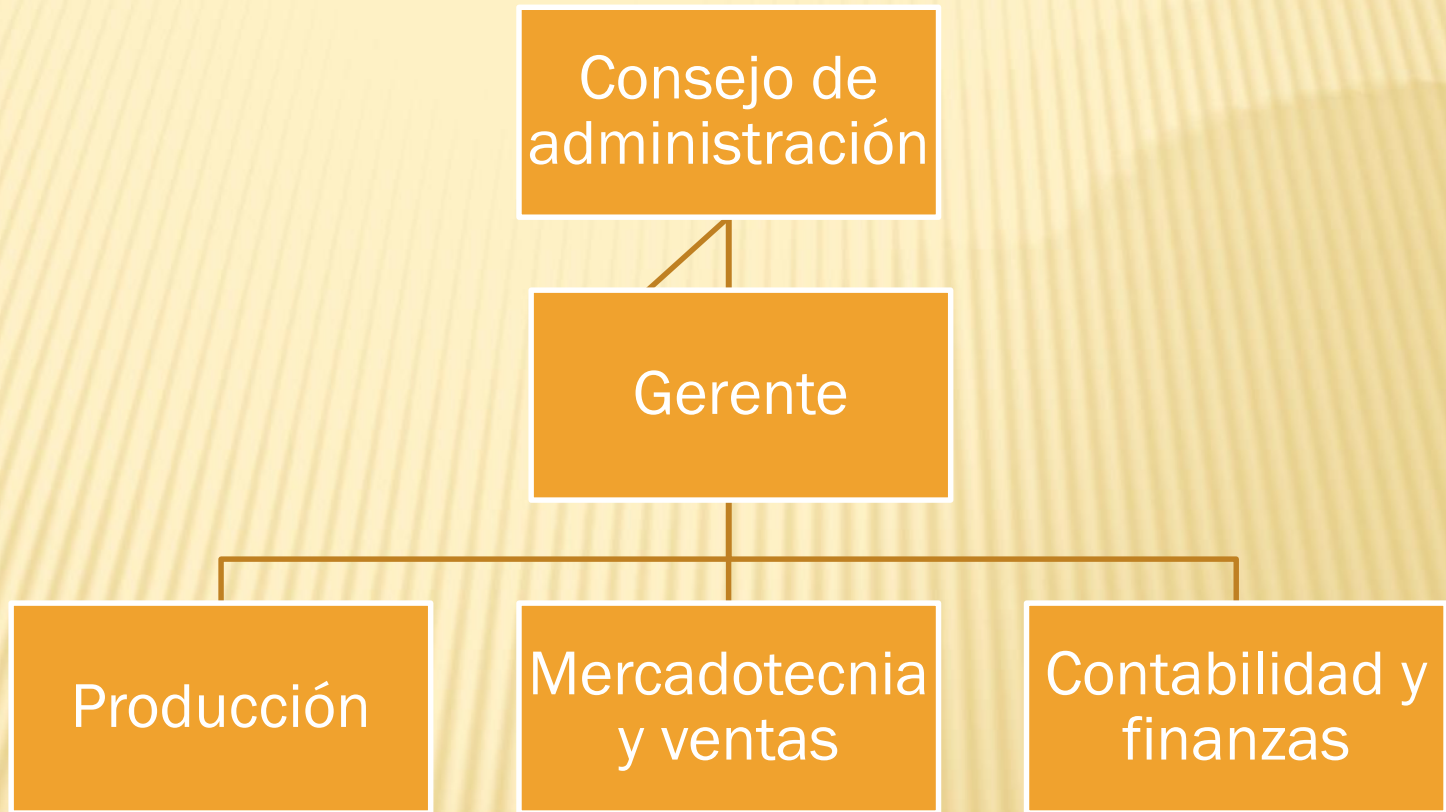 Consejo de
administración
Gerente
Producción
Mercadotecnia
y ventas
Contabilidad y
finanzas